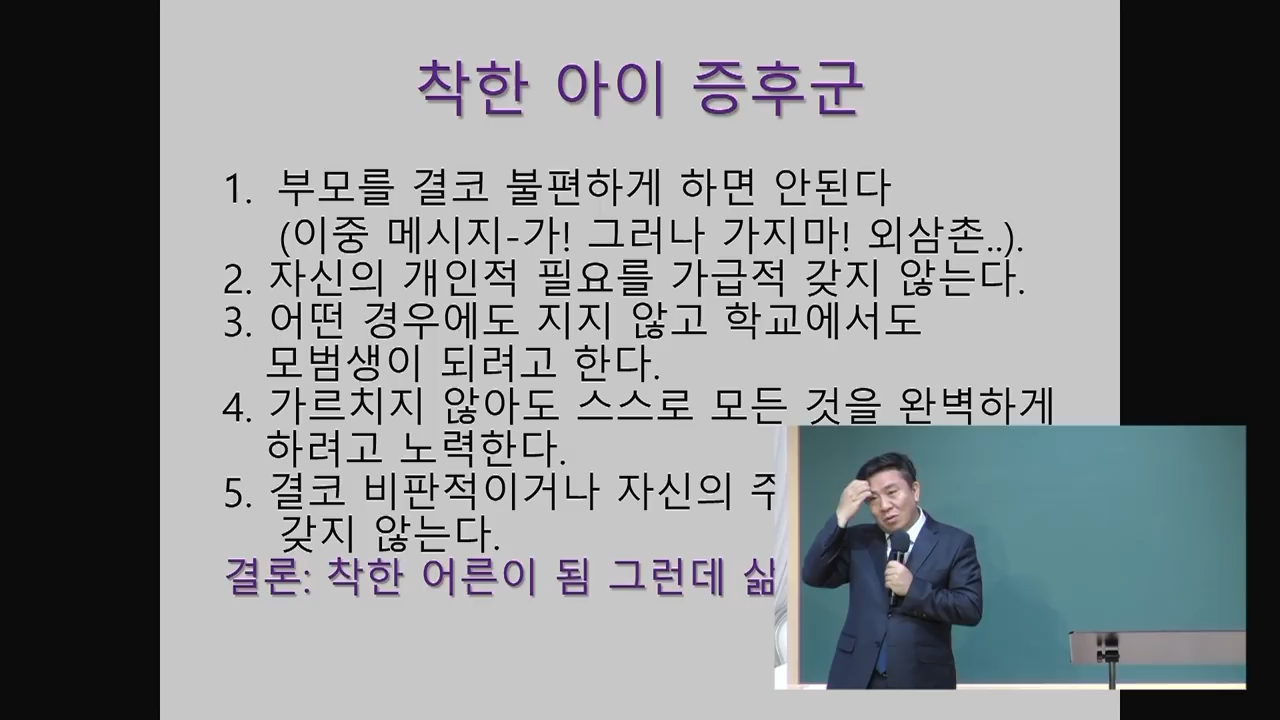 착한 아이 증후군
1. 부모를 결코 불편하게 하면 안된다
(이중 메시지-가! 그러나 가지마! 외삼촌..).
2. 자신의 개인적 필요를 가급적 갖지 않는다.
3. 어떤 경우에도 지지 않고 학교에서도
모범생이 되려고 한다.
4. 가르치지 않아도 스스로 모든 것을 완벽하게
하려고 노력한다.
5. 결코 비판적이거나 자신의
갖지 않는다.
결론: 착한 어른이 됨 그런데